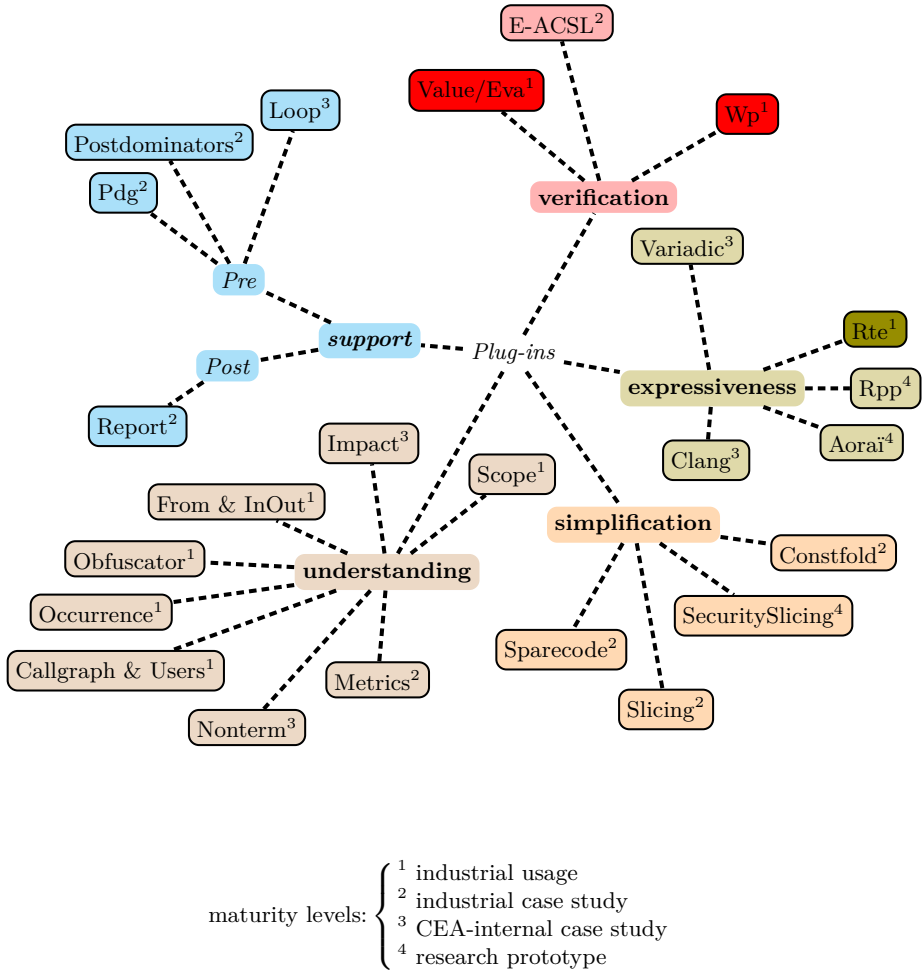 E-ACSL²
Value/Eva¹
Loop³
Wp¹
Postdominators²
Pdg²
verification
Variadic³
Pre
Rte¹
support
Plug-ins
Post
expressiveness
Rpp⁴
Report²
Impact³
Aoraï⁴
Clang³
Scope¹
From & InOut¹
simplification
Constfold²
Obfuscator¹
understanding
Occurrence¹
SecuritySlicing⁴
Sparecode²
Callgraph & Users¹
Metrics²
Slicing²
Nonterm³
maturity levels:
¹ industrial usage
² industrial case study
³ CEA-internal case study
⁴ research prototype